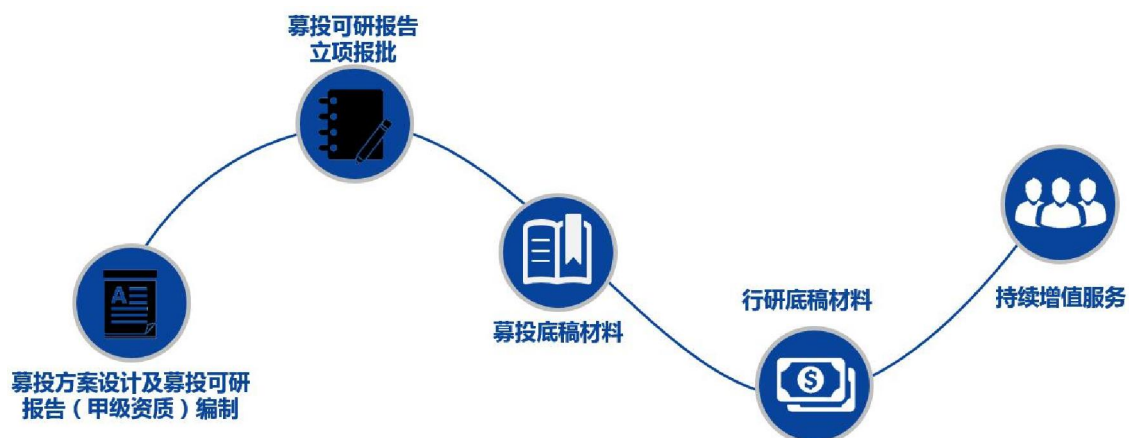 募投可研报告
立项报批
募投方案设计及募投可研
报告（甲级资质）编制
募投底稿材料
行研底稿材料
持续增值服务